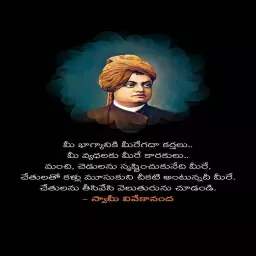 మీ భాగ్యానికి మీరేగదా కర్తలు..
మీ వ్యథలకు మీరే కారకులు..
మంచి, చెడులను సృష్టించుకునేది మీరే,
చేతులతో కళ్లు మూసుకుని చీకటి అంటున్నదీ మీరే.
చేతులను తీసివేసి వెలుతురును చూడండి.
– స్వామీ వివేకానంద